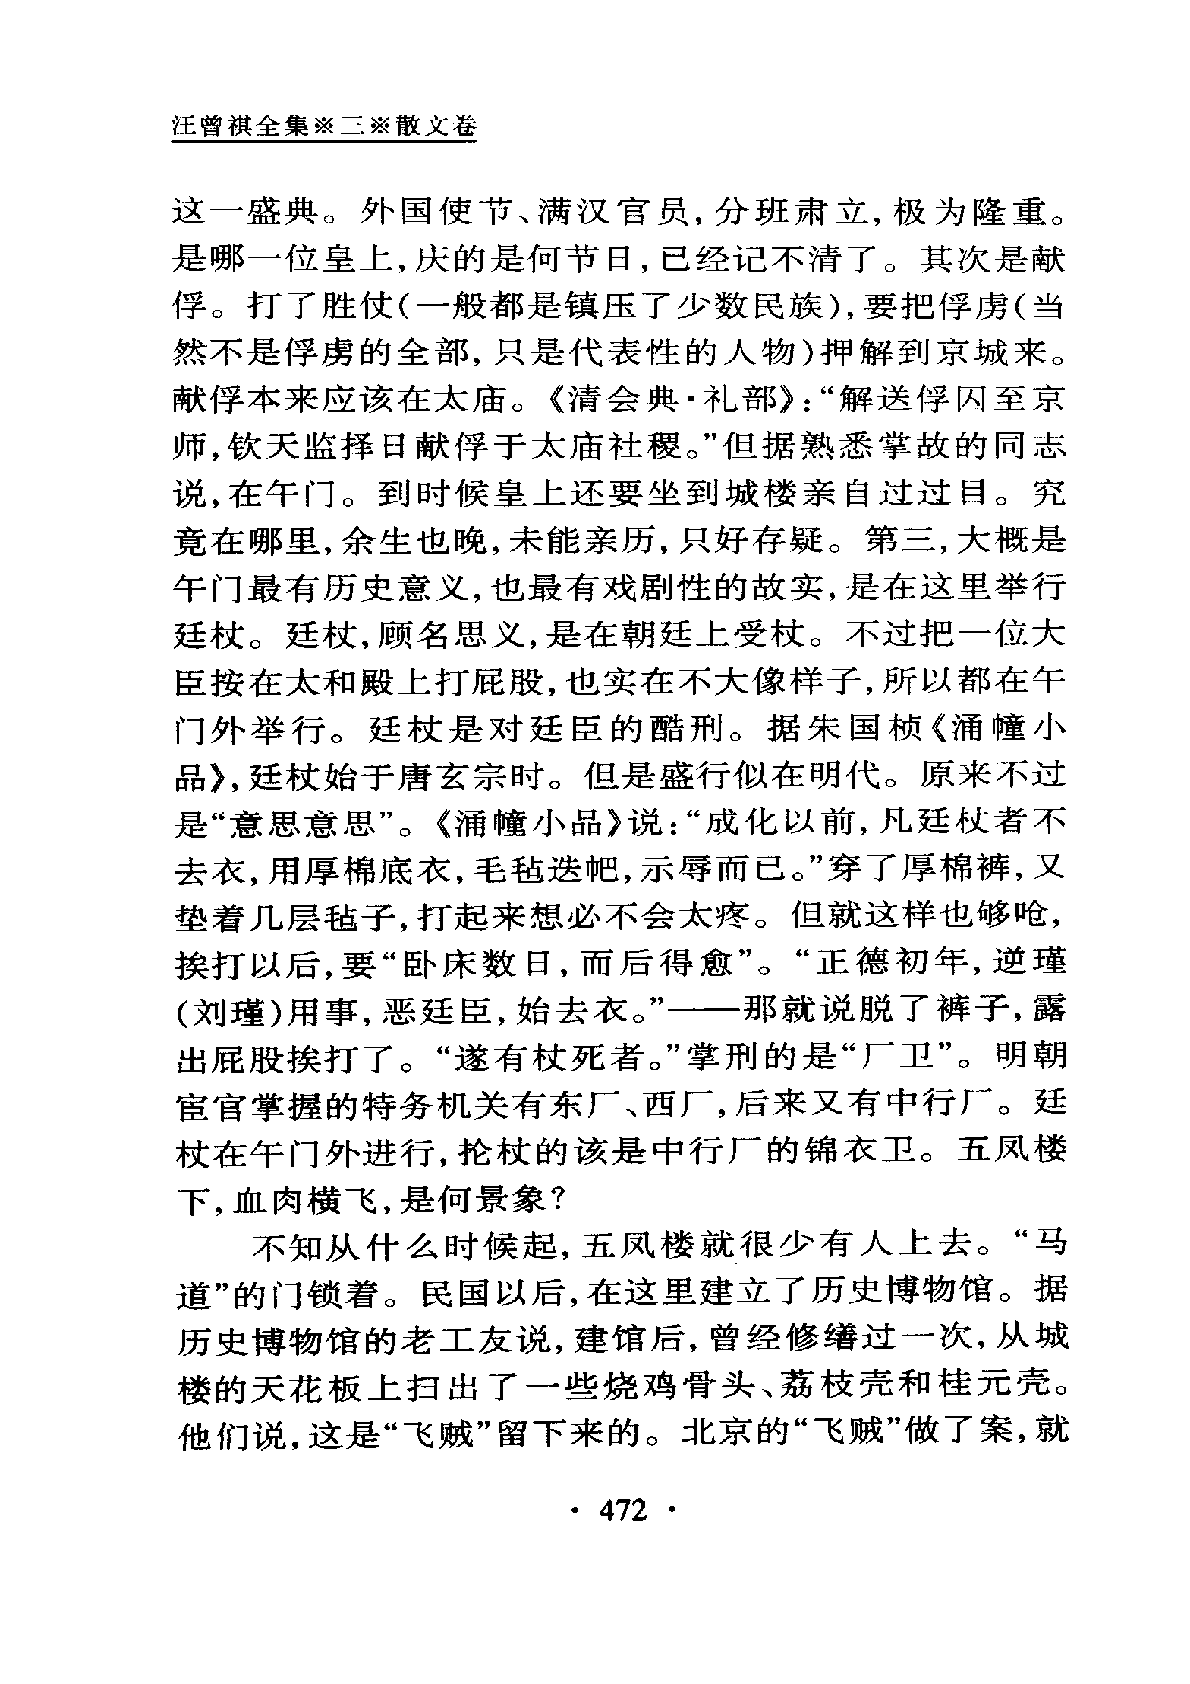 汪曾祺全集※三※散文卷
这一盛典。外国使节、满汉官员,分班肃立,极为隆重。
是哪一位皇上,庆的是何节日,已经记不清了。其次是献
俘。打了胜仗(一般都是镇压了少数民族),要把俘虏(当
然不是俘虏的全部,只是代表性的人物)押解到京城来。
献俘本来应该在太庙。《清会典·礼部》:“解送俘囚至京
师,钦天监择日献俘于太庙社稷。”但据熟悉掌故的同志
说,在午门。到时候皇上还要坐到城楼亲自过过目。究
竟在哪里,余生也晚,未能亲历,只好存疑。第三,大概是
午门最有历史意义,也最有戏剧性的故实,是在这里举行
廷杖。廷杖,顾名思义,是在朝廷上受杖。不过把一位大
臣按在太和殿上打屁股,也实在不大像样子,所以都在午
门外举行。廷杖是对廷臣的酷刑。据朱国桢《涌幢小
品》,廷杖始于唐玄宗时。但是盛行似在明代。原来不过
是“意思意思”。《涌幢小品》说:“成化以前,凡廷杖者不
去衣,用厚棉底衣,毛毡迭帊,示辱而已。”穿了厚棉裤,又
垫着几层毡子,打起来想必不会太疼。但就这样也够呛,
挨打以后,要“卧床数日,而后得愈”。“正德初年,逆瑾
(刘瑾)用事,恶廷臣,始去衣。”——那就说脱了裤子,露
出屁股挨打了。“遂有杖死者。”掌刑的是“厂卫”。明朝
宦官掌握的特务机关有东厂、西厂,后来又有中行厂。廷
杖在午门外进行,抡杖的该是中行厂的锦衣卫。五凤楼
下,血肉横飞,是何景象?
不知从什么时候起,五凤楼就很少有人上去。“马
道”的门锁着。民国以后,在这里建立了历史博物馆。据
历史博物馆的老工友说,建馆后,曾经修缮过一次,从城
楼的天花板上扫出了一些烧鸡骨头、荔枝壳和桂元壳。
他们说,这是“飞贼”留下来的。北京的“飞贼”做了案,就
· 472 ·